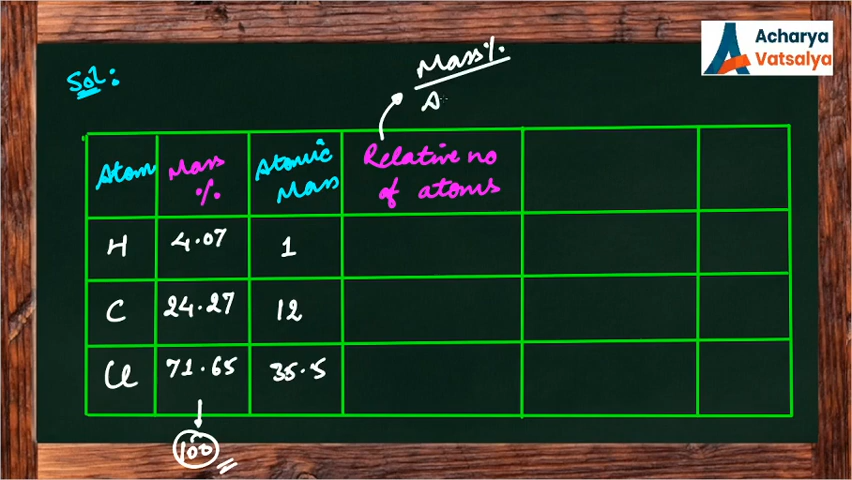 Acharya
Vatsalya
Sol:
Mass%
A
Atom
Mass
%
Atomic
Mass
Relative no
of atoms
H
4.07
1
C
24.27
12
Cl
71.65
35.5
100